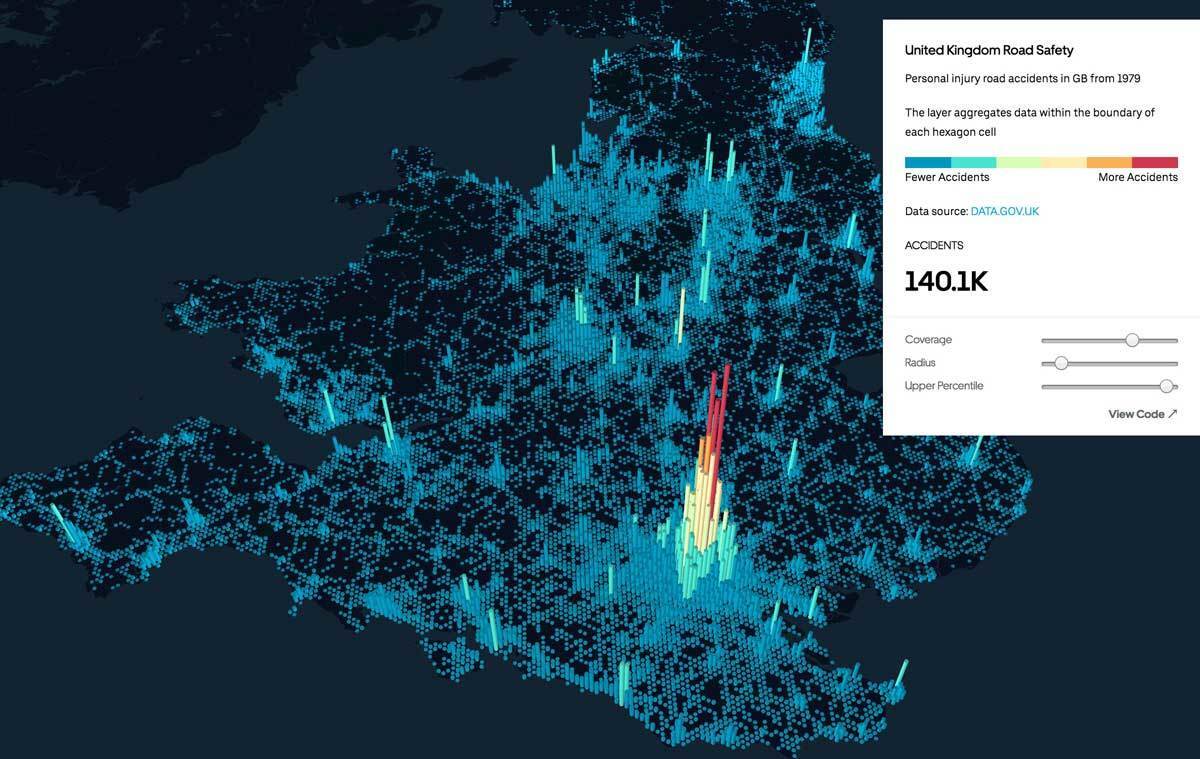 United Kingdom Road Safety
Personal injury road accidents in GB from 1979
The layer aggregates data within the boundary of
each hexagon cell
Fewer Accidents More Accidents
Data source: DATA.GOV.UK
ACCIDENTS
140.1K
Coverage
Radius
Upper Percentile
View Code ↗